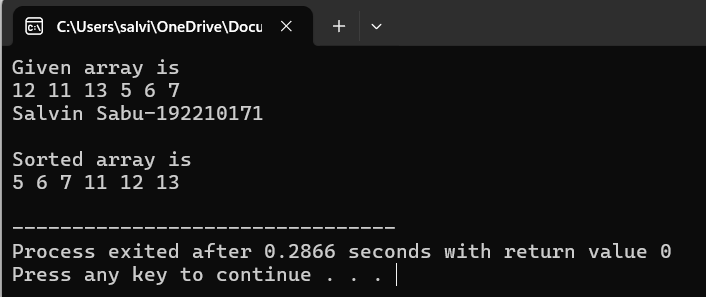 C:\Users\salvi\OneDrive\Docu
Given array is
12 11 13 5 6 7
Salvin Sabu-192210171
Sorted array is
5 6 7 11 12 13
--------------------------------
Process exited after 0.2866 seconds with return value 0
Press any key to continue . . .